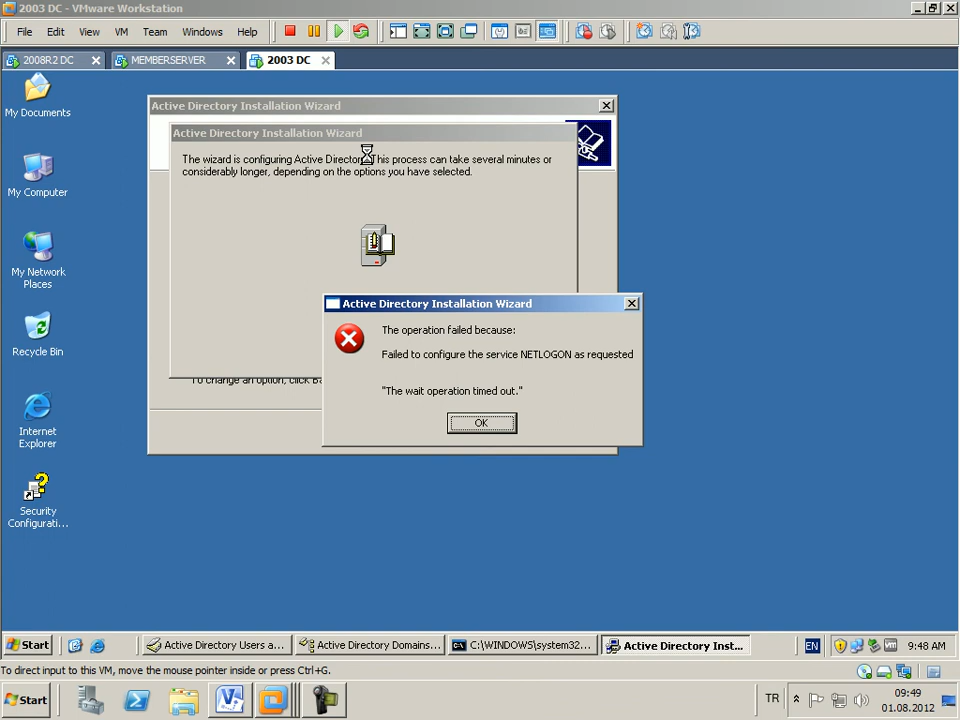 2003 DC - VMware Workstation
File Edit View VM Team Windows Help
2008R2 DC
MEMBERSERVER
2003 DC
My Documents
My Computer
My Network
Places
Recycle Bin
Internet
Explorer
Security
Configurati...
Active Directory Installation Wizard
Active Directory Installation Wizard
The wizard is configuring Active Director This process can take several minutes or
considerably longer, depending on the options you have selected.
Active Directory Installation Wizard
The operation failed because:
Failed to configure the service NETLOGON as requested
"The wait operation timed out."
OK
To change an option, click Ba
Start
Active Directory Users a...
Active Directory Domains...
C:\WINDOWS\system32...
Active Directory Inst...
EN
9:48 AM
To direct input to this VM, move the mouse pointer inside or press Ctrl+G.
Start
TR
09:49
01.08.2012